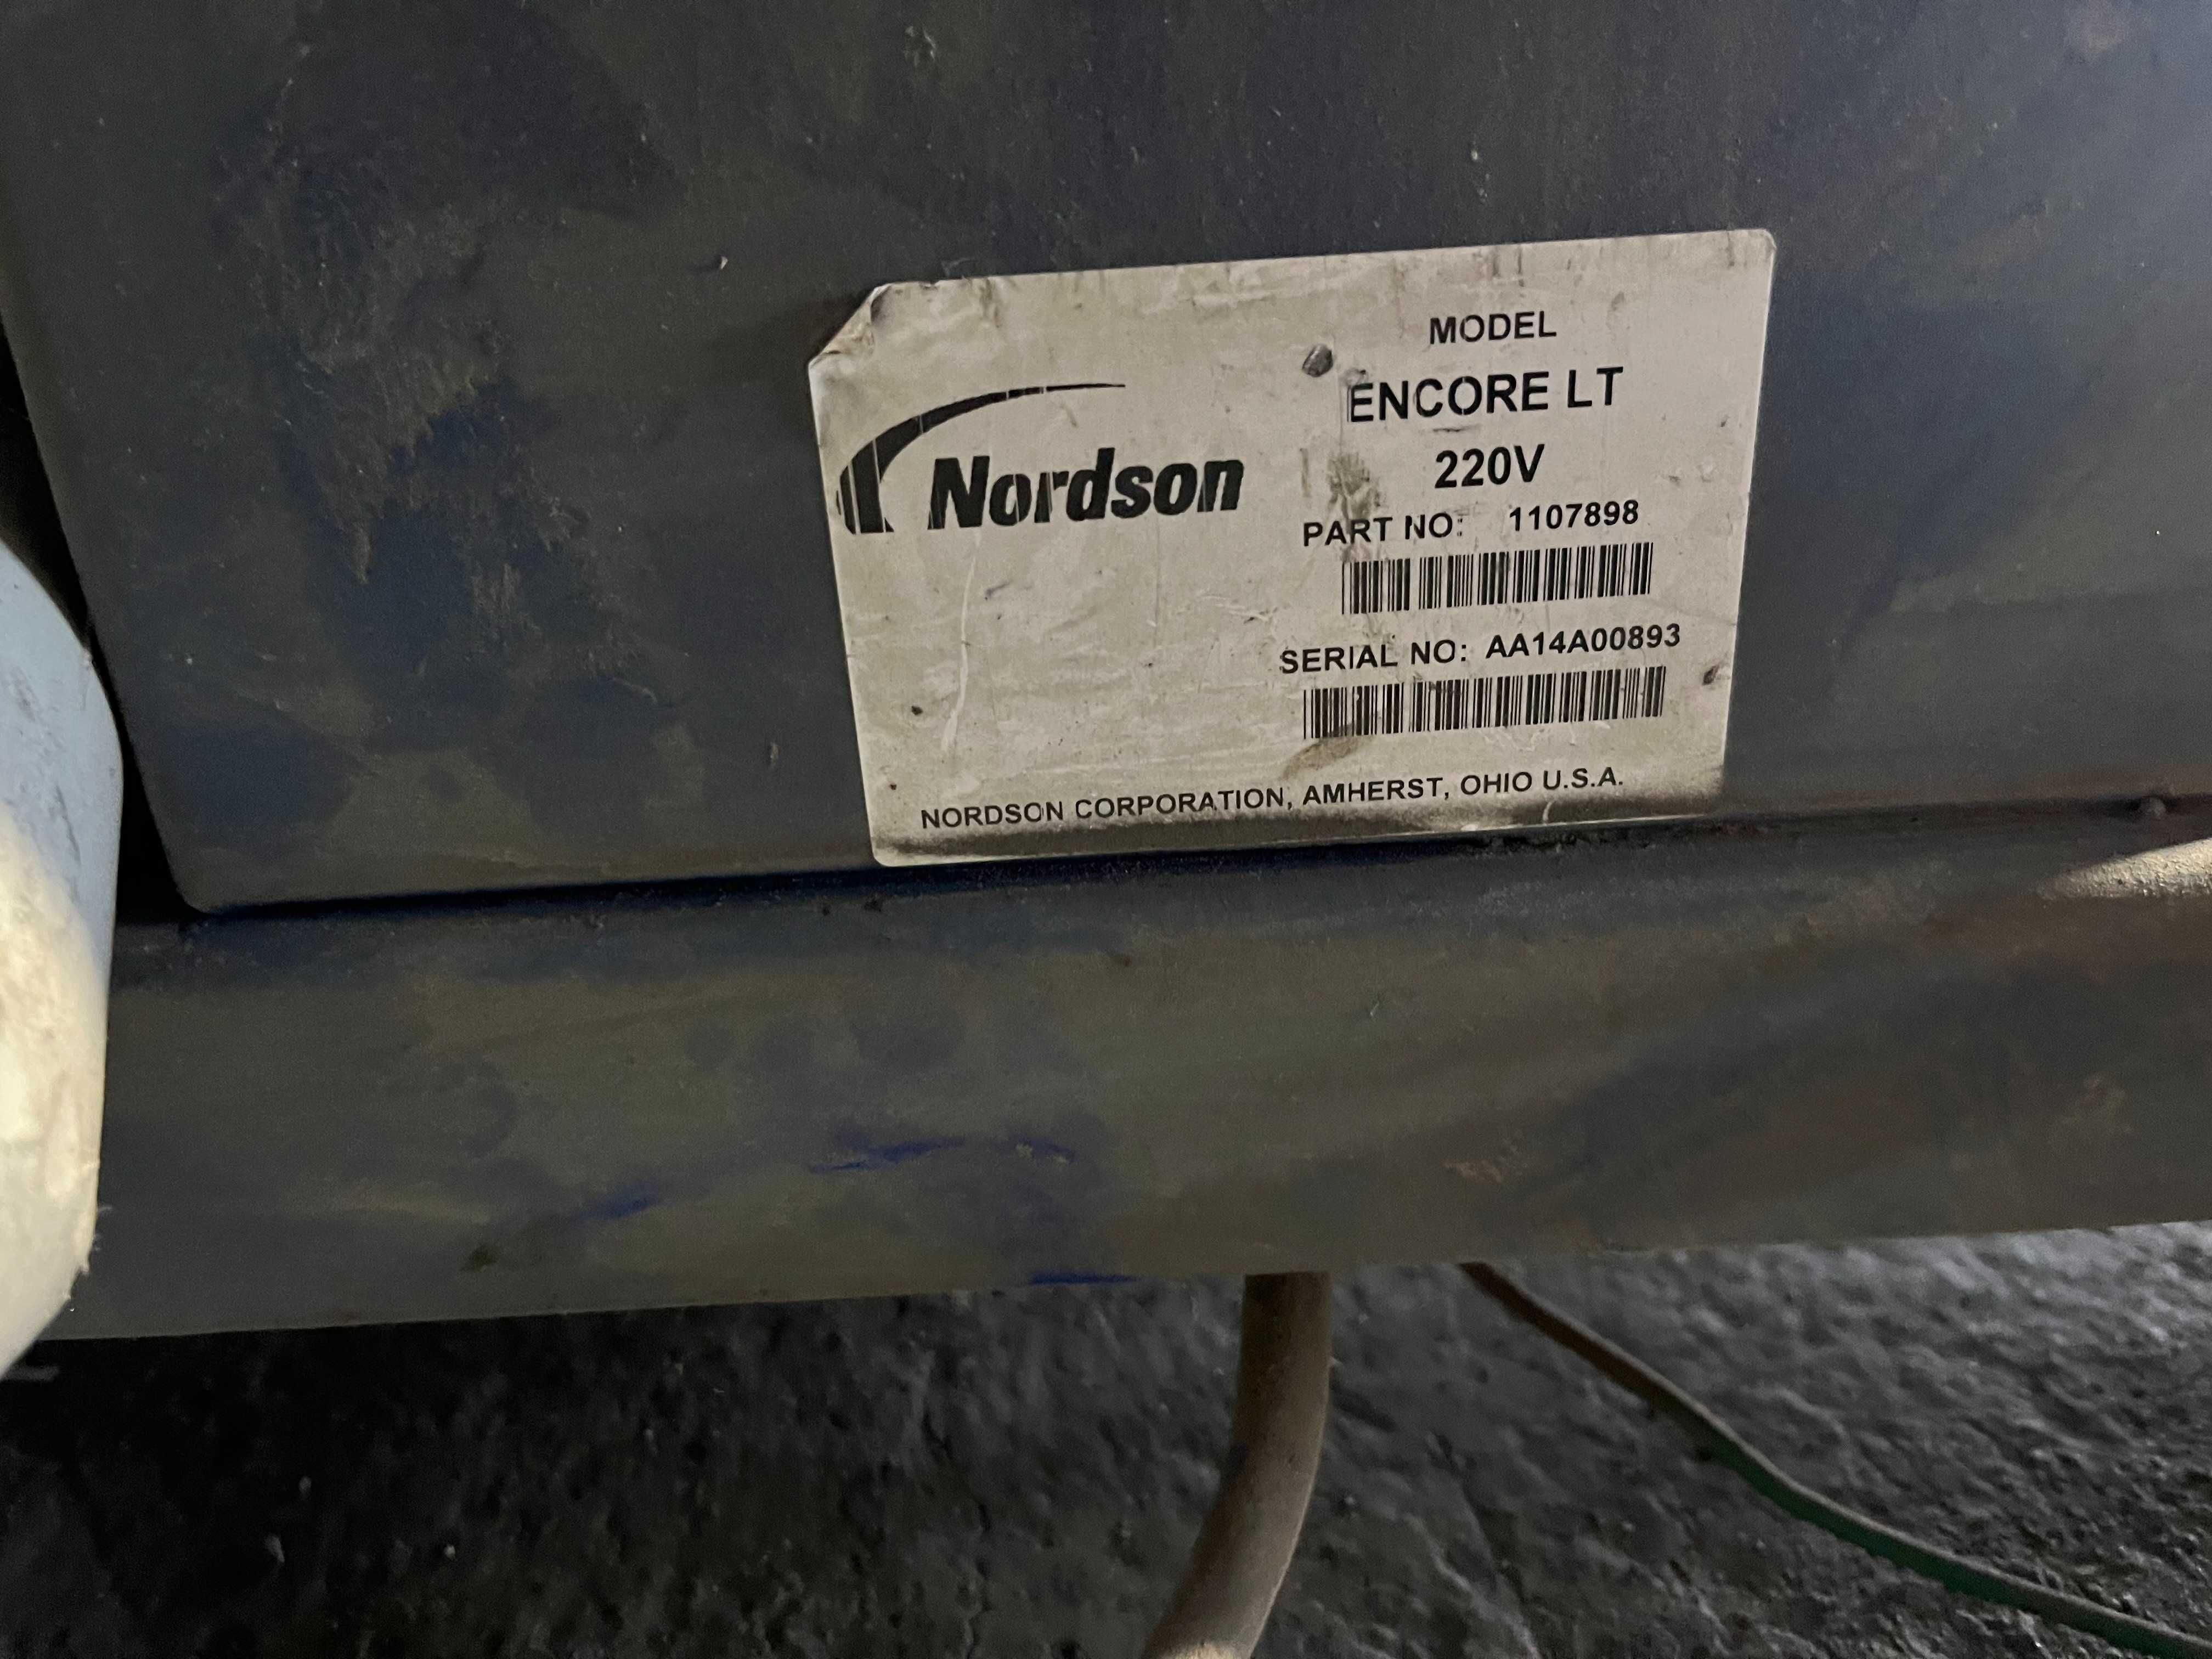 Nordson
MODEL
ENCORE LT
220V
PART NO: 1107898
SERIAL NO: AA14A00893
NORDSON CORPORATION, AMHERST, OHIO U.S.A.